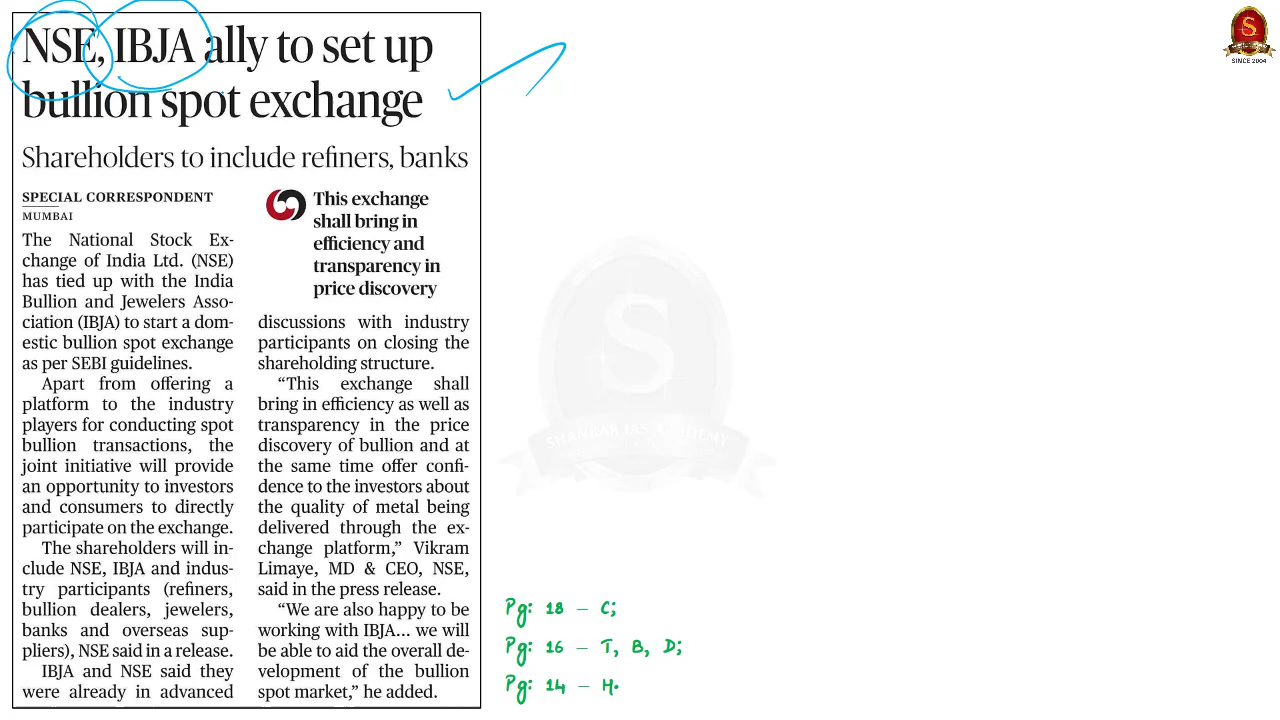 NSE, IBJA ally to set up
bullion spot exchange
Shareholders to include refiners, banks
SPECIAL CORRESPONDENT
MUMBAI
The National Stock Ex-
change of India Ltd. (NSE)
has tied up with the India
Bullion and Jewelers Asso-
ciation (IBJA) to start a dom-
estic bullion spot exchange
as per SEBI guidelines.
Apart from offering a
platform to the industry
players for conducting spot
bullion transactions, the
joint initiative will provide
an opportunity to investors
and consumers to directly
participate on the exchange.
The shareholders will in-
clude NSE, IBJA and indus-
try participants (refiners,
bullion dealers, jewelers,
banks and overseas sup-
pliers), NSE said in a release.
IBJA and NSE said they
were already in advanced
This exchange
shall bring in
efficiency and
transparency in
price discovery
discussions with industry
participants on closing the
shareholding structure.
“This exchange shall
bring in efficiency as well as
transparency in the price
discovery of bullion and at
the same time offer confi-
dence to the investors about
the quality of metal being
delivered through the ex-
change platform,” Vikram
Limaye, MD & CEO, NSE,
said in the press release.
“We are also happy to be
working with IBJA... we will
be able to aid the overall de-
velopment of the bullion
spot market,” he added.
Pg: 18 – C;
Pg: 16 – T, B, D;
Pg: 14 – H.
S
SHANKAR IAS ACADEMY
S
SINCE 2004